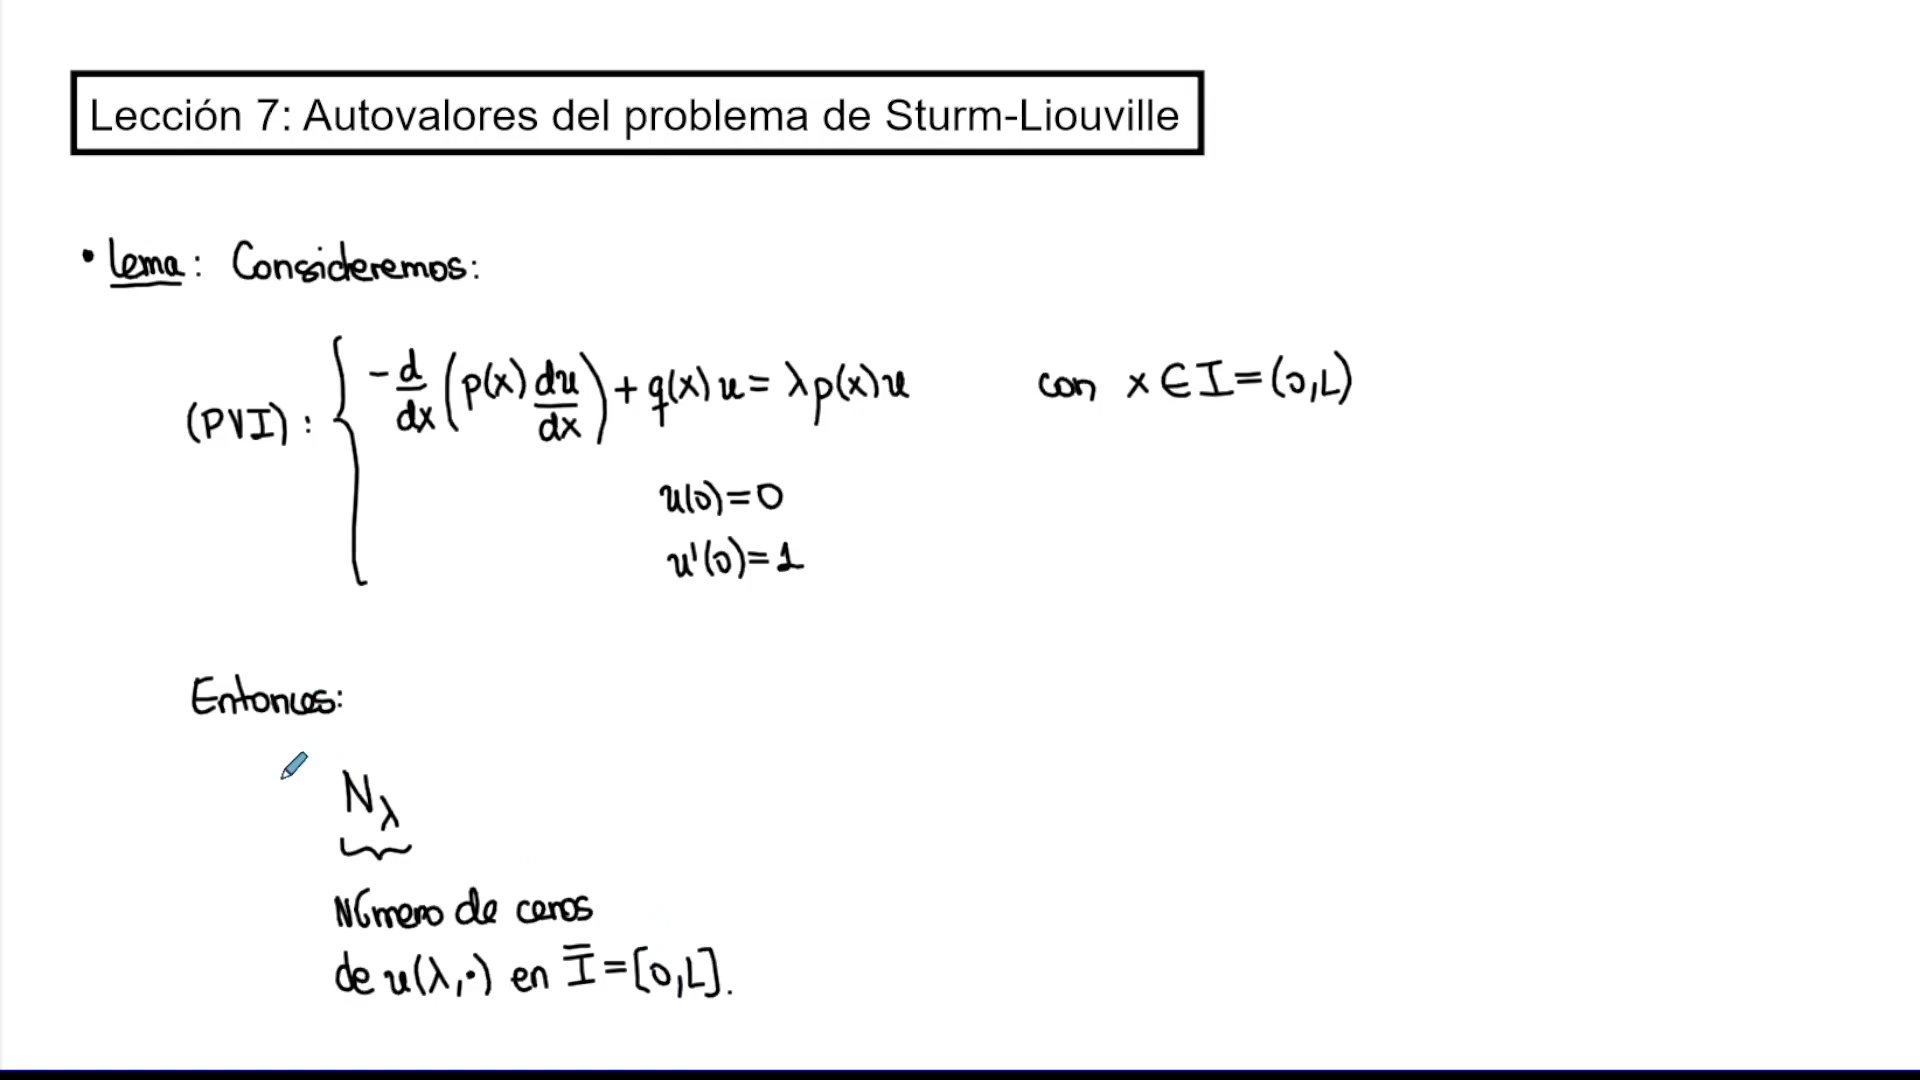 Lección 7: Autovalores del problema de Sturm-Liouville
• Lema: Consideremos:
(PVI): { -d/dx (p(x) du/dx) + q(x)u = λp(x)u con x ∈ I = (0,L)
u(0)=0
u'(0)=1
Entonces:
N_λ
Número de ceros
de u(λ,·) en Ī = [0,L].